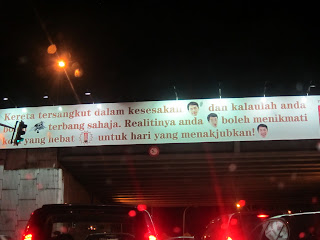 Kereta tersangkut dalam kesesakan dan kalaulah anda
terbang sahaja. Realitinya anda boleh menikmati
yang hebat untuk hari yang menakjubkan!